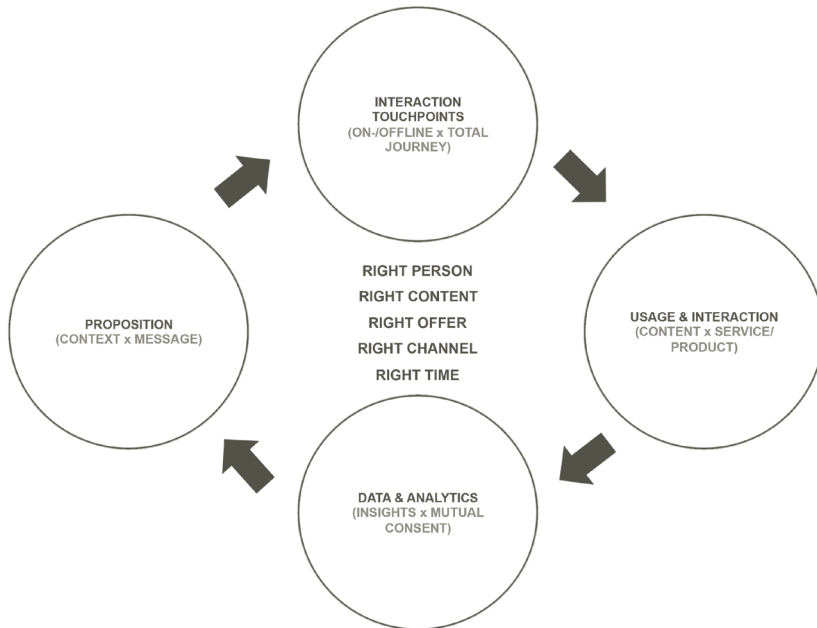 INTERACTION
TOUCHPOINTS
(ON-/OFFLINE x TOTAL
JOURNEY)
RIGHT PERSON
RIGHT CONTENT
RIGHT OFFER
RIGHT CHANNEL
RIGHT TIME
PROPOSITION
(CONTEXT x MESSAGE)
USAGE & INTERACTION
(CONTENT x SERVICE/
PRODUCT)
DATA & ANALYTICS
(INSIGHTS x MUTUAL
CONSENT)